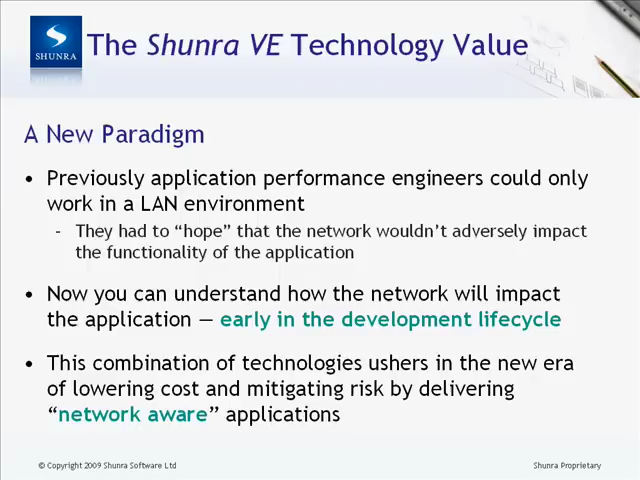 SHUNRA
The Shunra VE Technology Value
A New Paradigm
• Previously application performance engineers could only
work in a LAN environment
- They had to “hope” that the network wouldn’t adversely impact
the functionality of the application
• Now you can understand how the network will impact
the application — early in the development lifecycle
• This combination of technologies ushers in the new era
of lowering cost and mitigating risk by delivering
“network aware” applications
© Copyright 2009 Shunra Software Ltd
Shunra Proprietary